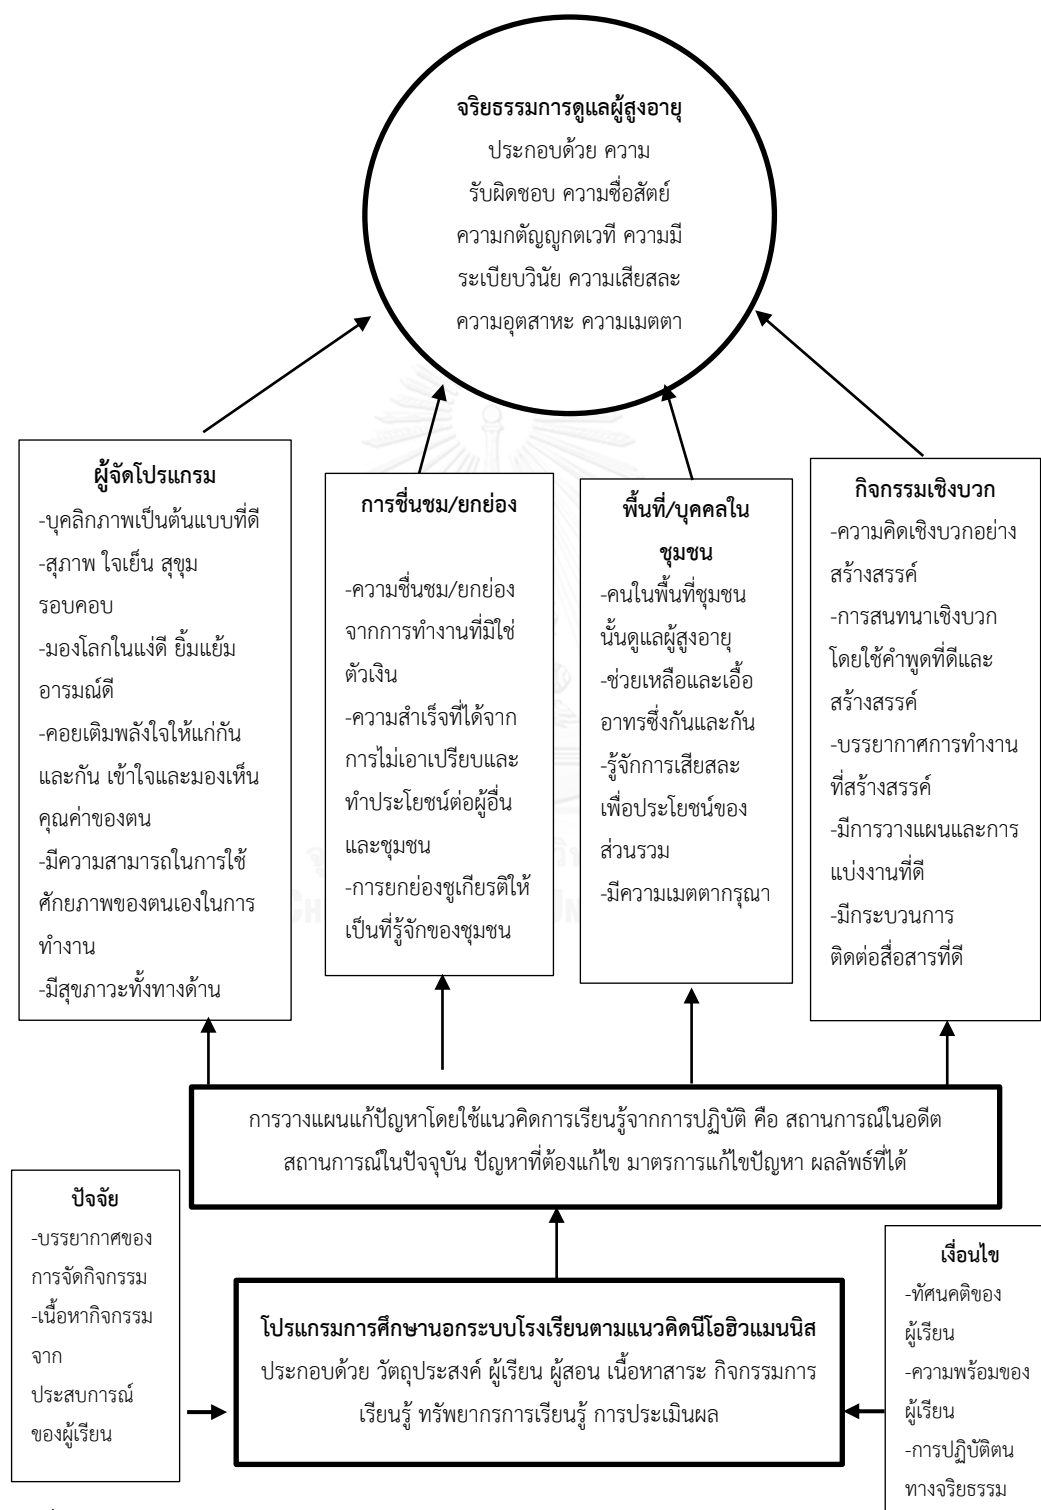 จริยธรรมการดูแลผู้สูงอายุ
ประกอบด้วย ความ
รับผิดชอบ ความซื่อสัตย์
ความกตัญญูกตเวที ความมี
ระเบียบวินัย ความเสียสละ
ความอุตสาหะ ความเมตตา
ผู้จัดโปรแกรม
-บุคลิกภาพเป็นต้นแบบที่ดี
-สุภาพ ใจเย็น สุขุม
รอบคอบ
-มองโลกในแง่ดี ยิ้มแย้ม
อารมณ์ดี
-คอยเติมพลังใจให้แก่กัน
และกัน เข้าใจและมองเห็น
คุณค่าของตน
-มีความสามารถในการใช้
ศักยภาพของตนเองในการ
ทำงาน
-มีสุขภาวะทั้งทางด้าน
การชื่นชม/ยกย่อง
-ความชื่นชม/ยกย่อง
จากการทำงานที่มิใช่
ตัวเงิน
-ความสำเร็จที่ได้จาก
การไม่เอาเปรียบและ
ทำประโยชน์ต่อผู้อื่น
และชุมชน
-การยกย่องชูเกียรติให้
เป็นที่รู้จักของชุมชน
พื้นที่/บุคคลใน
ชุมชน
-คนในพื้นที่ชุมชน
นั้นดูแลผู้สูงอายุ
-ช่วยเหลือและเอื้อ
อาทรซึ่งกันและกัน
-รู้จักการเสียสละ
เพื่อประโยชน์ของ
ส่วนรวม
-มีความเมตตากรุณา
กิจกรรมเชิงบวก
-ความคิดเชิงบวกอย่าง
สร้างสรรค์
-การสนทนาเชิงบวก
โดยใช้คำพูดที่ดีและ
สร้างสรรค์
-บรรยากาศการทำงาน
ที่สร้างสรรค์
-มีการวางแผนและการ
แบ่งงานที่ดี
-มีกระบวนการ
ติดต่อสื่อสารที่ดี
การวางแผนแก้ปัญหาโดยใช้แนวคิดการเรียนรู้จากการปฏิบัติ คือ สถานการณ์ในอดีต
สถานการณ์ในปัจจุบัน ปัญหาที่ต้องแก้ไข มาตรการแก้ไขปัญหา ผลลัพธ์ที่ได้
ปัจจัย
-บรรยากาศของ
การจัดกิจกรรม
-เนื้อหากิจกรรม
จาก
ประสบการณ์
ของผู้เรียน
โปรแกรมการศึกษานอกระบบโรงเรียนตามแนวคิดนีโอฮิวแมนนิส
ประกอบด้วย วัตถุประสงค์ ผู้เรียน ผู้สอน เนื้อหาสาระ กิจกรรมการ
เรียนรู้ ทรัพยากรการเรียนรู้ การประเมินผล
เงื่อนไข
-ทัศนคติของ
ผู้เรียน
-ความพร้อมของ
ผู้เรียน
-การปฏิบัติตน
ทางจริยธรรม